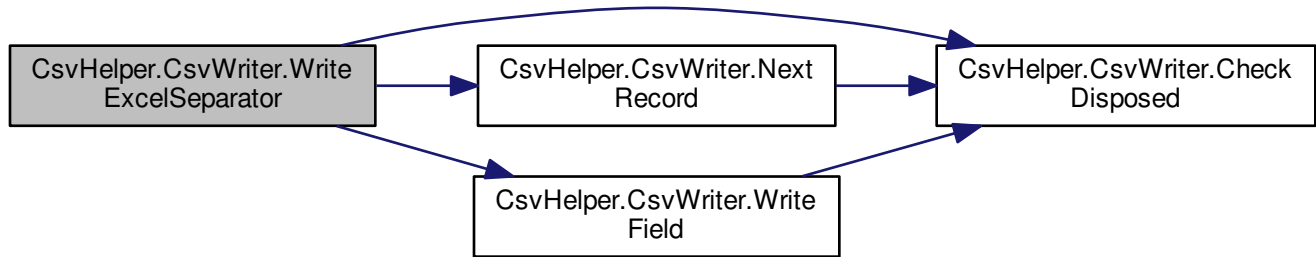 CsvHelper.CsvWriter.Write
ExcelSeparator
CsvHelper.CsvWriter.Next
Record
CsvHelper.CsvWriter.Check
Disposed
CsvHelper.CsvWriter.Write
Field